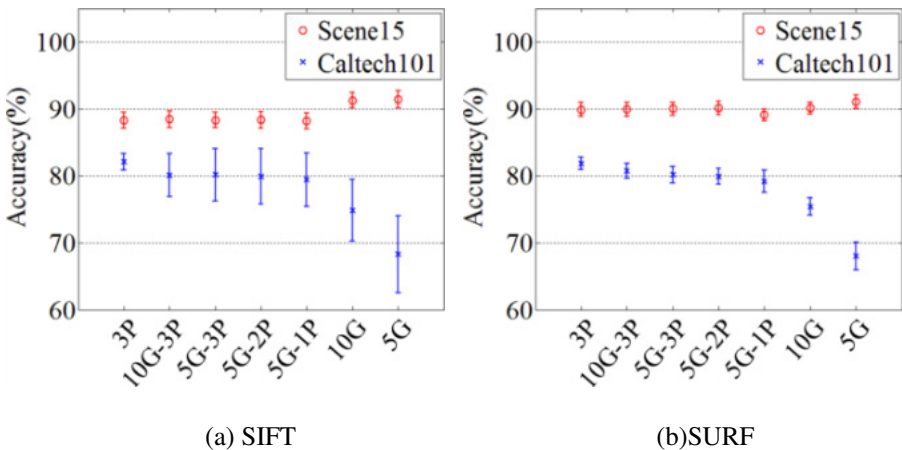 100
90
80
70
60
Accuracy(%)
Scene15
Caltech101
3P
10G-3P
5G-3P
5G-2P
5G-1P
10G
5G
(a) SIFT
100
90
80
70
60
Accuracy(%)
Scene15
Caltech101
3P
10G-3P
5G-3P
5G-2P
5G-1P
10G
5G
(b)SURF